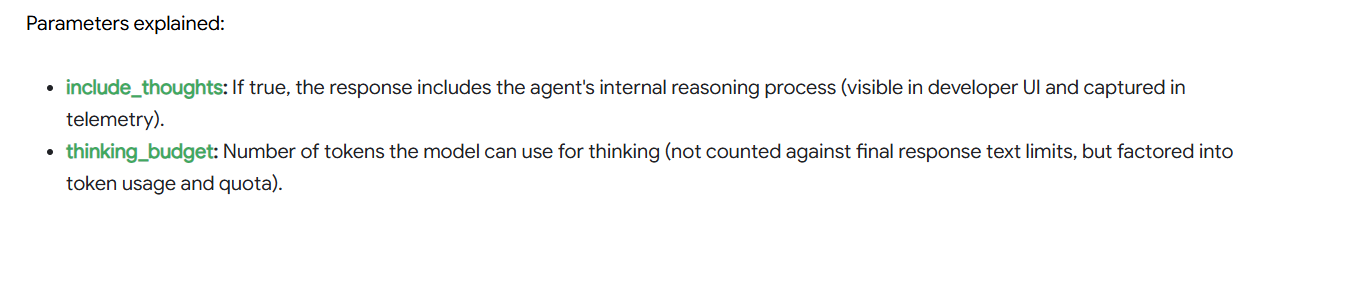 Parameters explained:
• include_thoughts: If true, the response includes the agent's internal reasoning process (visible in developer UI and captured in
telemetry).
• thinking_budget: Number of tokens the model can use for thinking (not counted against final response text limits, but factored into
token usage and quota).